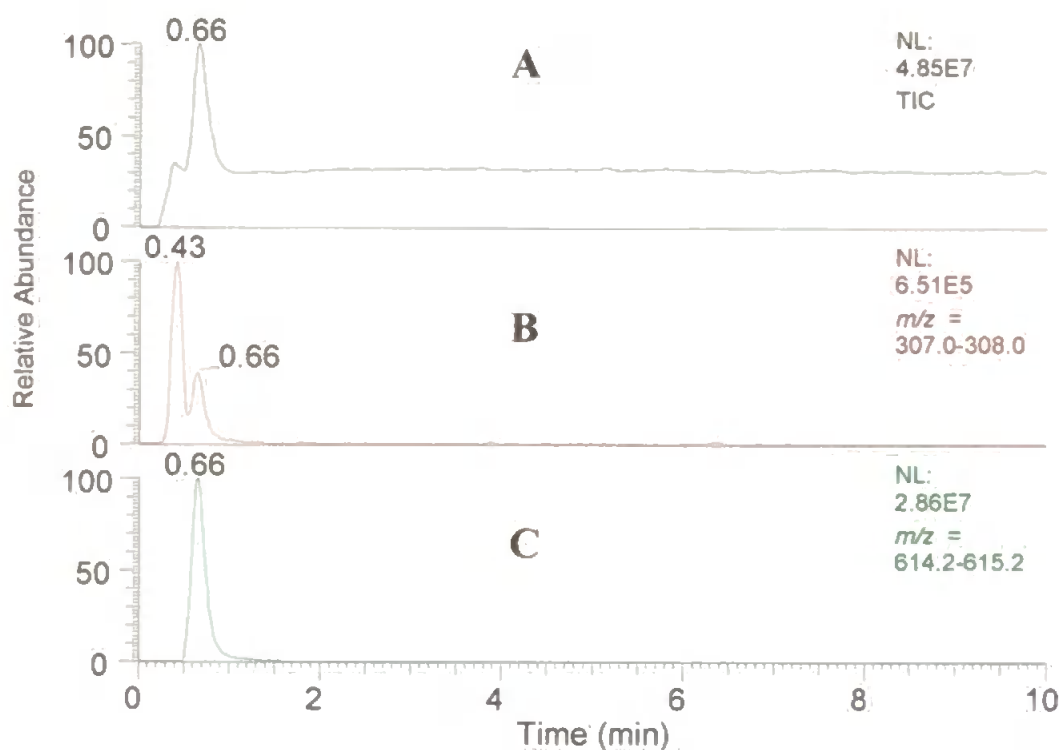 0.66
A
NL:
4.85E7
TIC
100
50
0
0.43
0.66
B
NL:
6.51E5
m/z =
307.0-308.0
100
50
0
0.66
C
NL:
2.86E7
m/z =
614.2-615.2
100
50
0
Relative Abundance
0 2 4 6 8 10
Time (min)